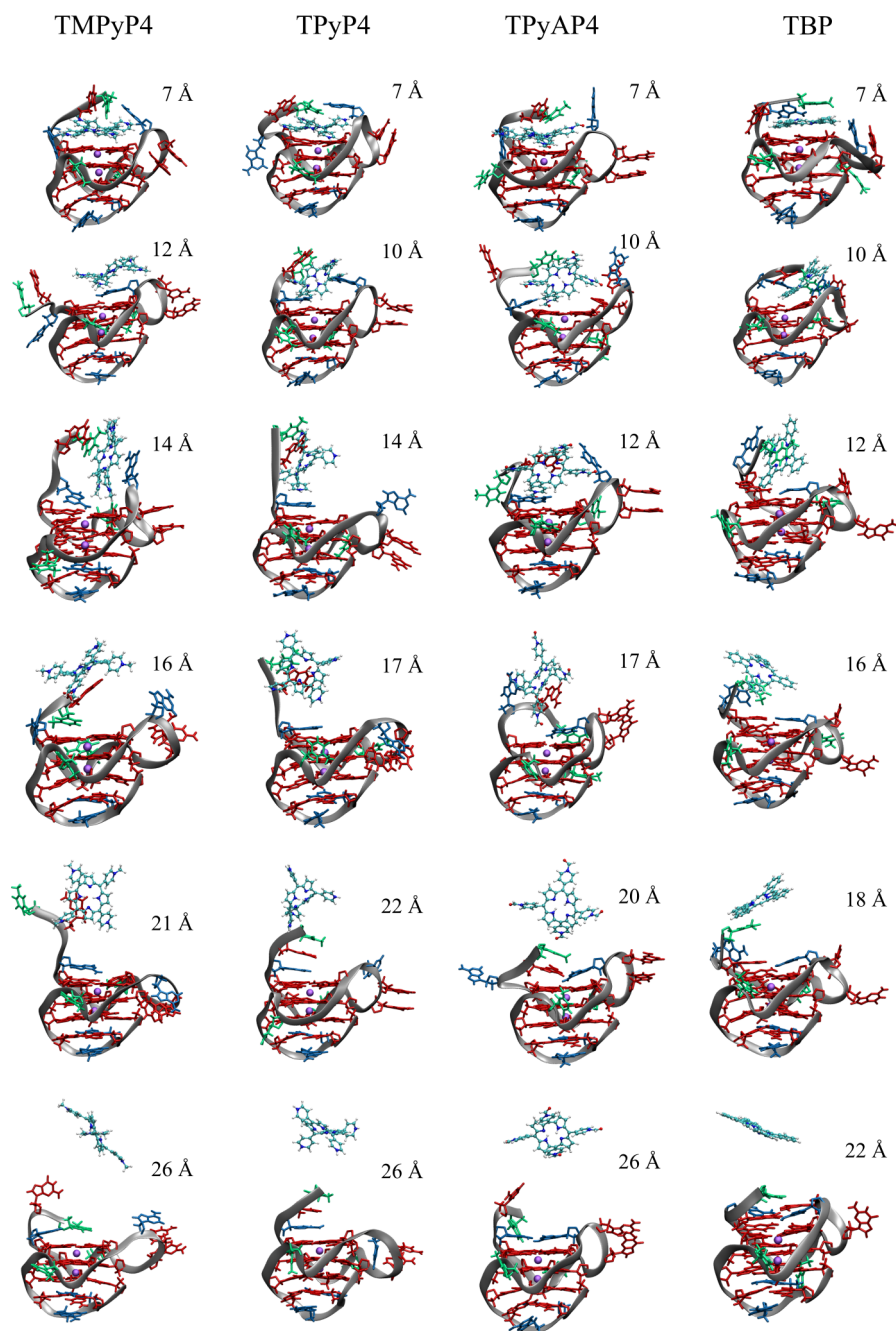 TMPyP4 TPyP4 TPyAP4 TBP
7 Å 7 Å 7 Å 7 Å
12 Å 10 Å 10 Å 10 Å
14 Å 14 Å 12 Å 12 Å
16 Å 17 Å 17 Å 16 Å
21 Å 22 Å 20 Å 18 Å
26 Å 26 Å 26 Å 22 Å